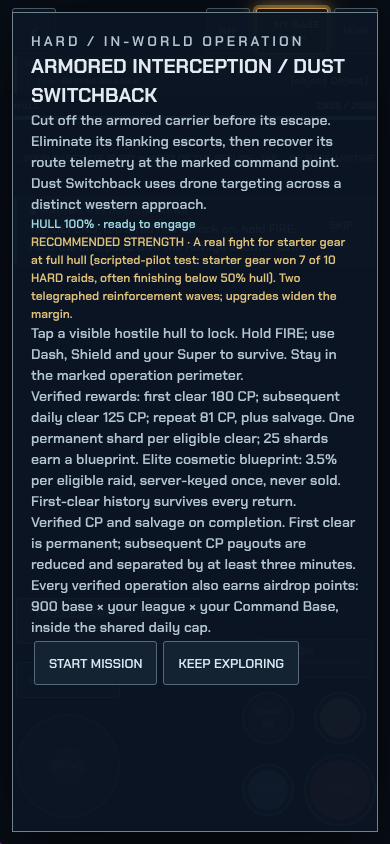 HARD / IN-WORLD OPERATION
ARMORED INTERCEPTION / DUST
SWITCHBACK
Cut off the armored carrier before its escape.
Eliminate its flanking escorts, then recover its
route telemetry at the marked command point.
Dust Switchback uses drone targeting across a
distinct western approach.
HULL 100% · ready to engage
RECOMMENDED STRENGTH · A real fight for starter gear
at full hull (scripted-pilot test: starter gear won 7 of 10
HARD raids, often finishing below 50% hull). Two
telegraphed reinforcement waves; upgrades widen the
margin.
Tap a visible hostile hull to lock. Hold FIRE; use
Dash, Shield and your Super to survive. Stay in
the marked operation perimeter.
Verified rewards: first clear 180 CP; subsequent
daily clear 125 CP; repeat 81 CP, plus salvage. One
permanent shard per eligible clear; 25 shards
earn a blueprint. Elite cosmetic blueprint: 3.5%
per eligible raid, server-keyed once, never sold.
First-clear history survives every return.
Verified CP and salvage on completion. First clear
is permanent; subsequent CP payouts are
reduced and separated by at least three minutes.
Every verified operation also earns airdrop points:
900 base × your league × your Command Base,
inside the shared daily cap.
START MISSION KEEP EXPLORING